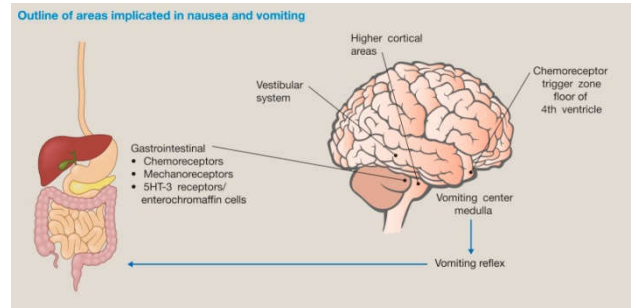 Outline of areas implicated in nausea and vomiting
Higher cortical
areas
Vestibular
system
Chemoreceptor
trigger zone
floor of
4th ventricle
Gastrointestinal
• Chemoreceptors
• Mechanoreceptors
• 5HT-3 receptors/
enterochromaffin cells
Vomiting center
medulla
Vomiting reflex